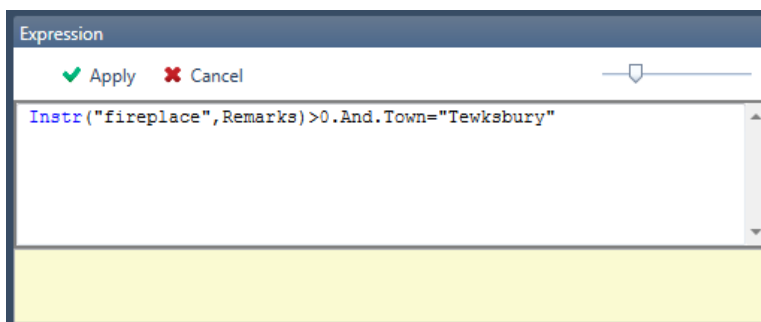 Expression
Apply Cancel
Instr("fireplace",Remarks)>0.And.Town="Tewksbury"